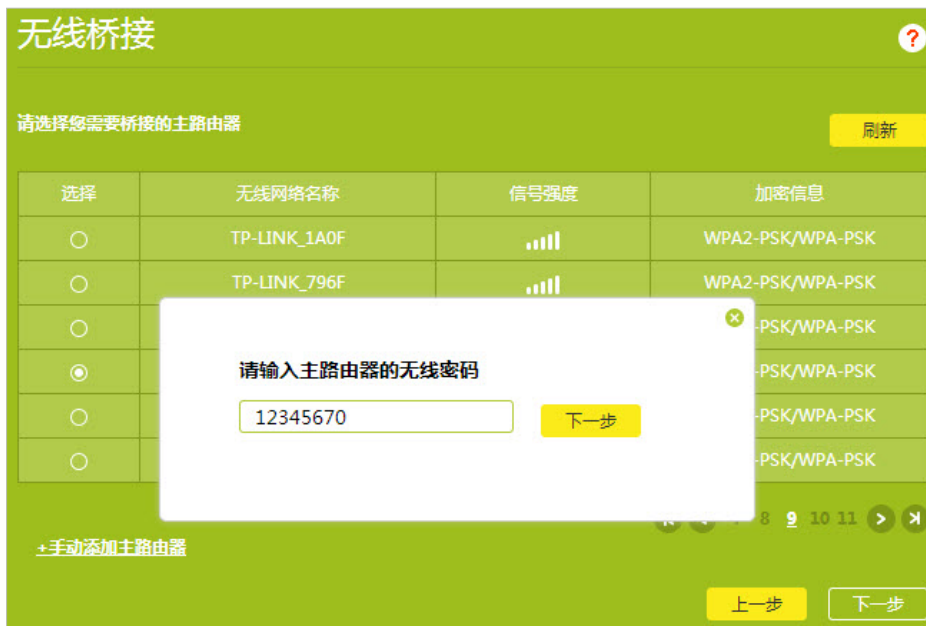 无线桥接
?
请选择您需要桥接的主路由器
刷新
选择 无线网络名称 信号强度 加密信息
TP-LINK_1A0F WPA2-PSK/WPA-PSK
TP-LINK_796F WPA2-PSK/WPA-PSK
-PSK/WPA-PSK
请输入主路由器的无线密码
-PSK/WPA-PSK
12345670 下一步
-PSK/WPA-PSK
-PSK/WPA-PSK
8 9 10 11
+手动添加主路由器
上一步 下一步